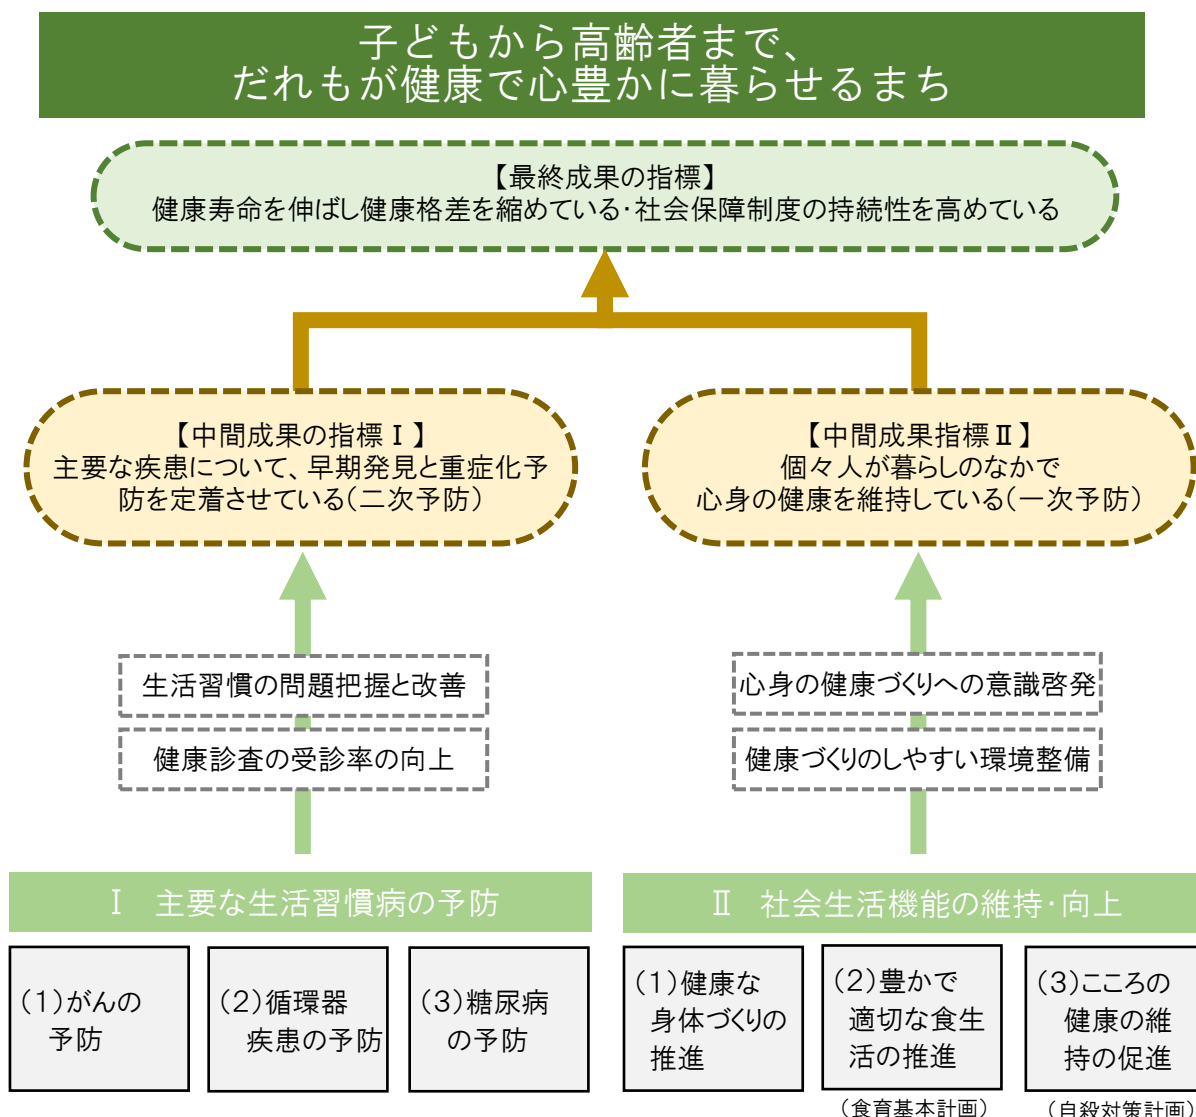 子どもから高齢者まで、
だれもが健康で心豊かに暮らせるまち
【最終成果の指標】
健康寿命を伸ばし健康格差を縮めている・社会保障制度の持続性を高めている
【中間成果の指標Ⅰ】
主要な疾患について、早期発見と重症化予
防を定着させている(二次予防)
【中間成果指標Ⅱ】
個々人が暮らしのなかで
心身の健康を維持している(一次予防)
生活習慣の問題把握と改善
健康診査の受診率の向上
心身の健康づくりへの意識啓発
健康づくりのしやすい環境整備
Ⅰ 主要な生活習慣病の予防
(1)がんの
予防
(2)循環器
疾患の予防
(3)糖尿病
の予防
Ⅱ 社会生活機能の維持・向上
(1)健康な
身体づくりの
推進
(2)豊かで
適切な食生
活の推進
(食育基本計画)
(3)こころの
健康の維
持の促進
(自殺対策計画)